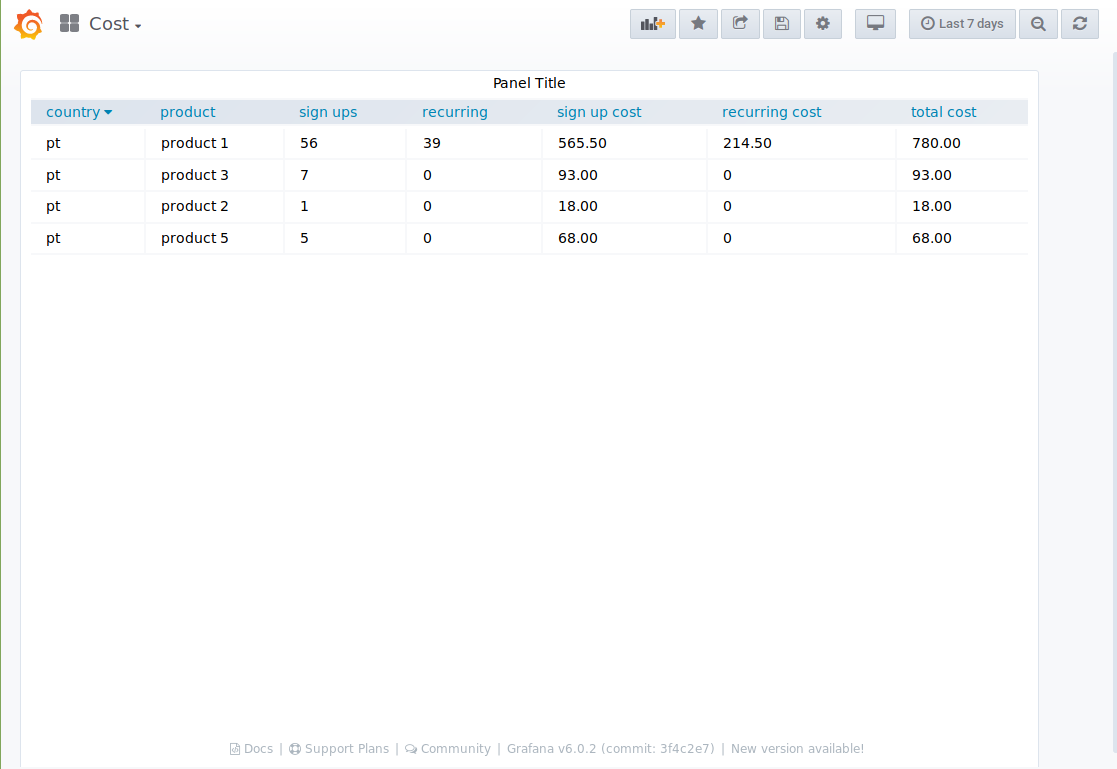 Cost
Last 7 days
Panel Title
country product sign ups recurring sign up cost recurring cost total cost
pt product 1 56 39 565.50 214.50 780.00
pt product 3 7 0 93.00 0 93.00
pt product 2 1 0 18.00 0 18.00
pt product 5 5 0 68.00 0 68.00
Docs | Support Plans | Community | Grafana v6.0.2 (commit: 3f4c2e7) | New version available!